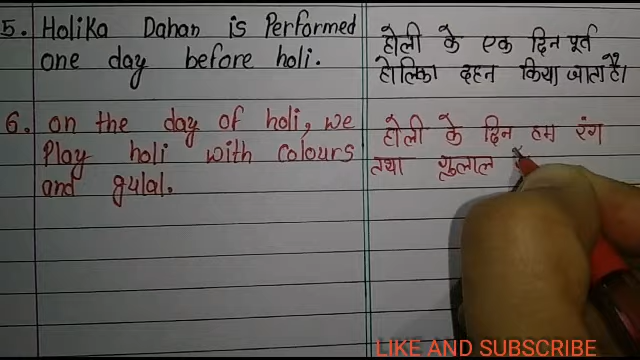 5. Holika Dahan is Performed
one day before holi.
होली के एक दिन पूर्व
होलिका दहन किया जाता है।
6. on the day of holi, we
Play holi with colours
and gulal.
होली के दिन हम रंग
तथा गुलाल
LIKE AND SUBSCRIBE